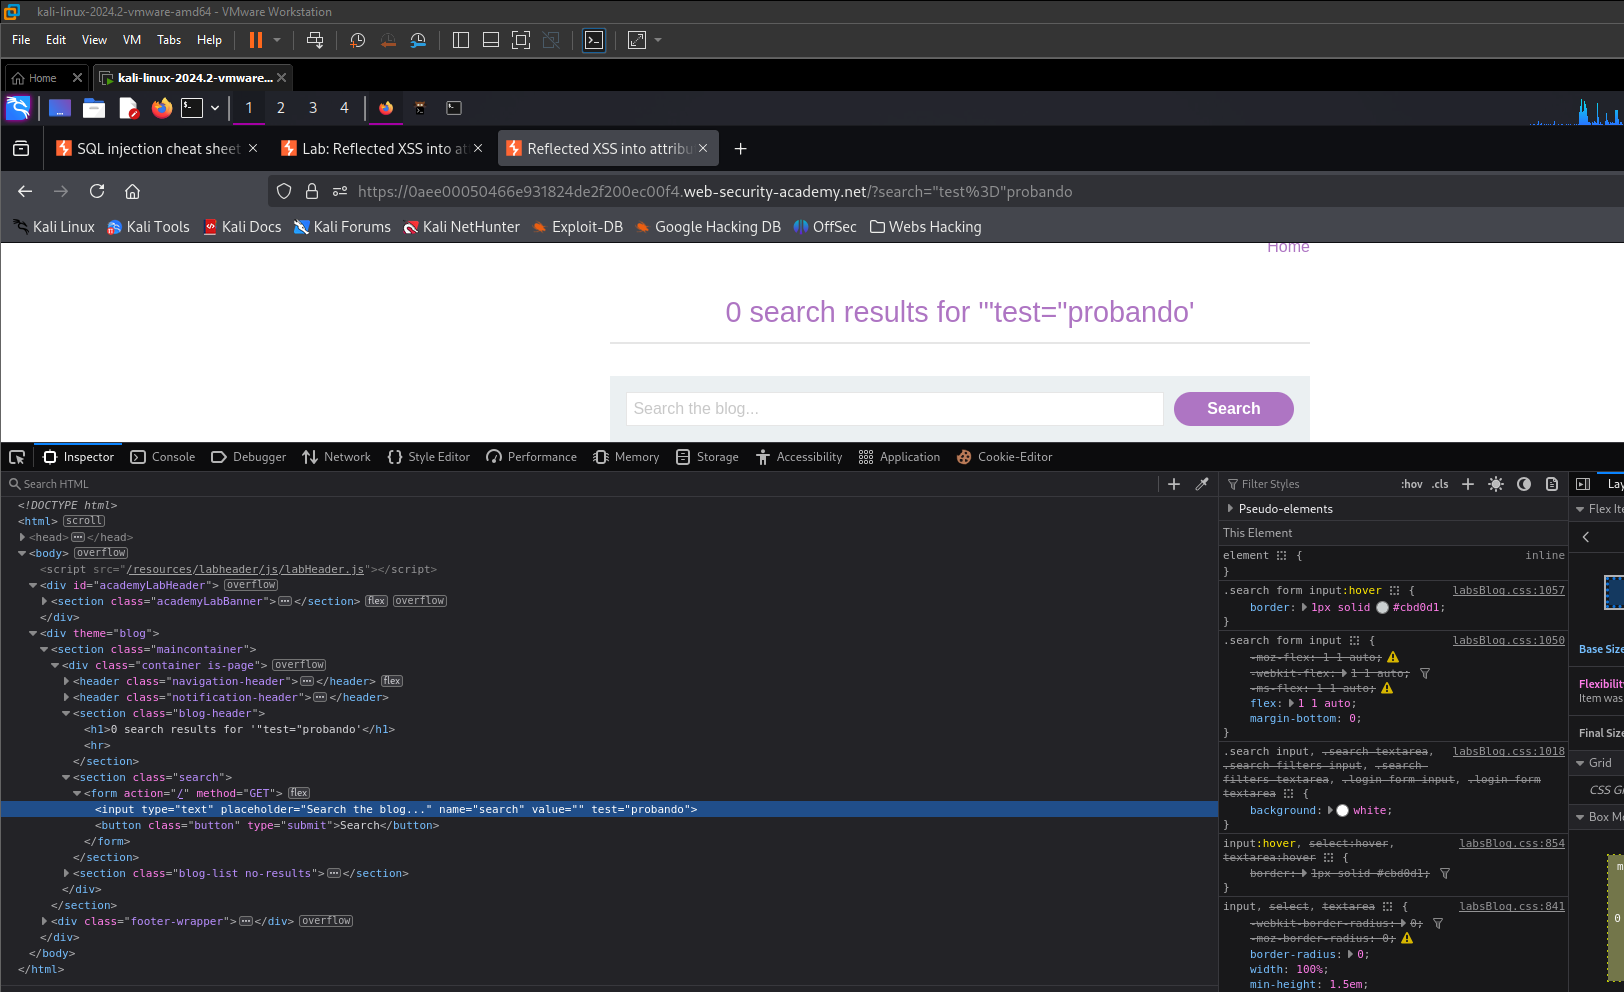 kali-linux-2024.2-vmware-amd64 - VMware Workstation
File Edit View VM Tabs Help
Home kali-linux-2024.2-vmware...
1 2 3 4
SQL injection cheat sheet Lab: Reflected XSS into at Reflected XSS into attribu
https://0aee00050466e931824de2f200ec00f4.web-security-academy.net/?search="test%3D"probando
Kali Linux Kali Tools Kali Docs Kali Forums Kali NetHunter Exploit-DB Google Hacking DB OffSec Webs Hacking
Home
0 search results for '"test="probando'
Search the blog... Search
Inspector Console Debugger Network Style Editor Performance Memory Storage Accessibility Application Cookie-Editor
Search HTML
<!DOCTYPE html>
<html> scroll
<head> ••• </head>
<body> overflow
<script src="/resources/labheader/js/labHeader.js"></script>
<div id="academyLabHeader"> overflow
<section class="academyLabBanner"> ••• </section> flex overflow
</div>
<div theme="blog">
<section class="maincontainer">
<div class="container is-page"> overflow
<header class="navigation-header"> ••• </header> flex
<header class="notification-header"> ••• </header>
<section class="blog-header">
<h1>0 search results for '"test="probando'</h1>
<hr>
</section>
<section class="search">
<form action="/" method="GET"> flex
<input type="text" placeholder="Search the blog..." name="search" value="" test="probando">
<button class="button" type="submit">Search</button>
</form>
</section>
<section class="blog-list no-results"> ••• </section>
</div>
</section>
<div class="footer-wrapper"> ••• </div> overflow
</div>
</body>
</html>
Filter Styles :hov .cls
Pseudo-elements
This Element
element { inline
}
.search form input:hover { labsBlog.css:1057
border: 1px solid #cbd0d1;
}
.search form input { labsBlog.css:1050
-moz-flex: 1 1 auto;
-webkit-flex: 1 1 auto;
-ms-flex: 1 1 auto;
flex: 1 1 auto;
margin-bottom: 0;
}
.search input, .search textarea, labsBlog.css:1018
.search-filters input, .search-
filters textarea, .login-form input, .login-form
textarea {
background: white;
}
input:hover, select:hover, labsBlog.css:854
textarea:hover {
border: 1px solid #cbd0d1;
}
input, select, textarea { labsBlog.css:841
-webkit-border-radius: 0;
-moz-border-radius: 0;
border-radius: 0;
width: 100%;
min-height: 1.5em;
Lay
Flex Ite
Base Size
Flexibilit
Item was
Final Size
Grid
CSS Gr
Box Mo
m
0